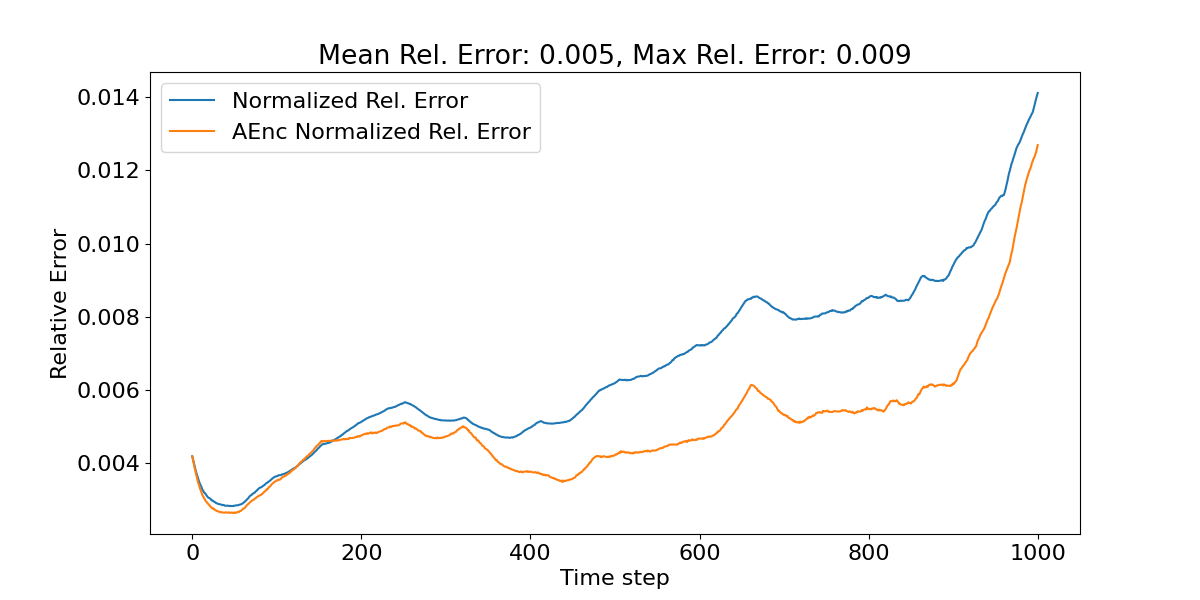 Mean Rel. Error: 0.005, Max Rel. Error: 0.009
Normalized Rel. Error
AEnc Normalized Rel. Error
Relative Error
0.014
0.012
0.010
0.008
0.006
0.004
0 200 400 600 800 1000
Time step